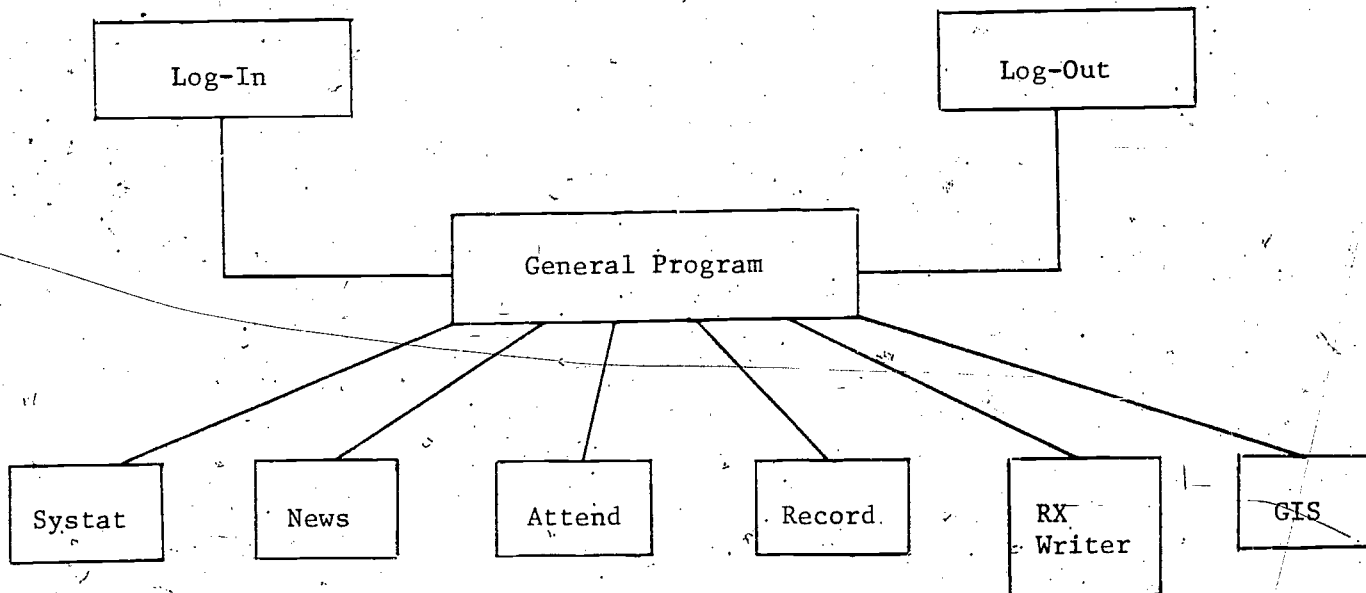 Log-In
Log-Out
General Program
Systat
News
Attend
Record
RX
Writer
GIS